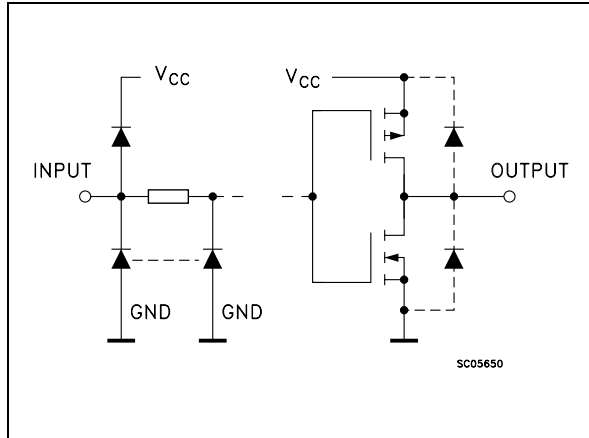 VCC
VCC
INPUT
OUTPUT
GND
GND
SC05650